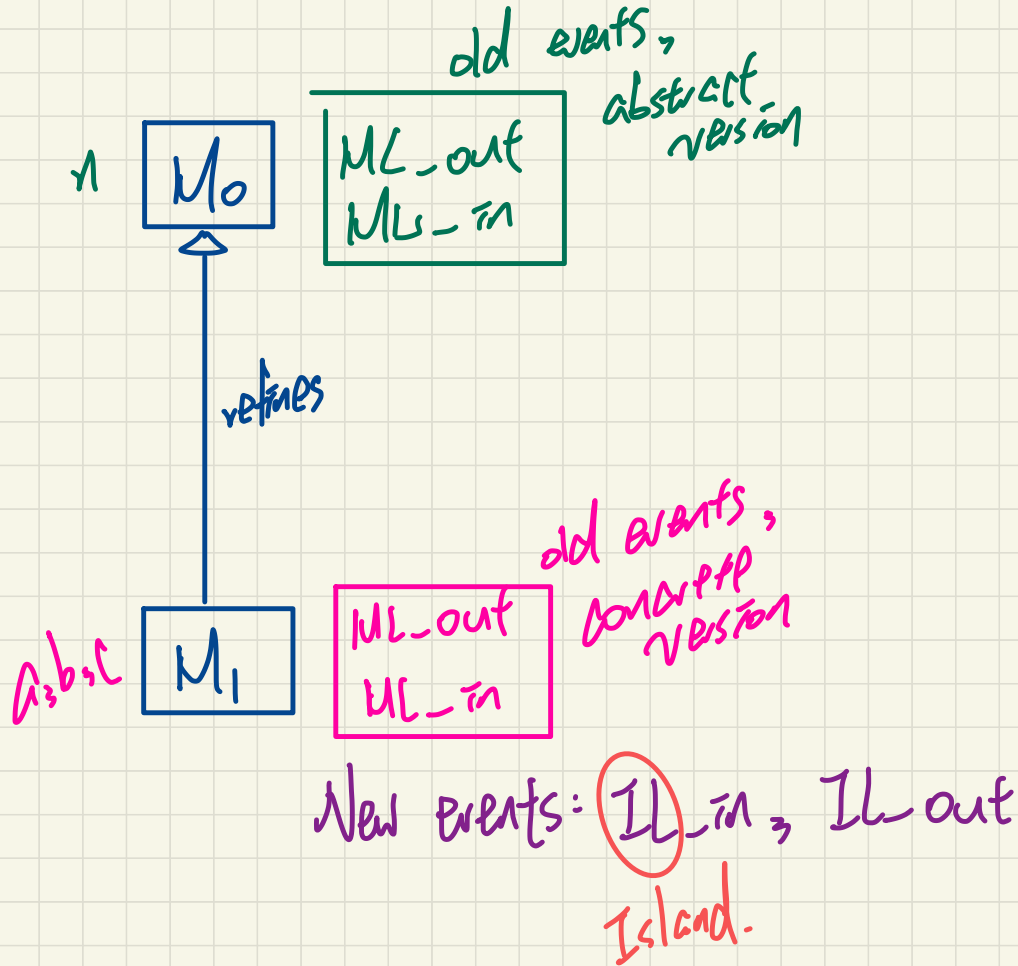 old events,
abstract
version
n
M0
ML_out
ML_in
refines
old events,
concrete
version
a,b,c
M1
ML_out
ML_in
New events: IL_in, IL_out
Island.